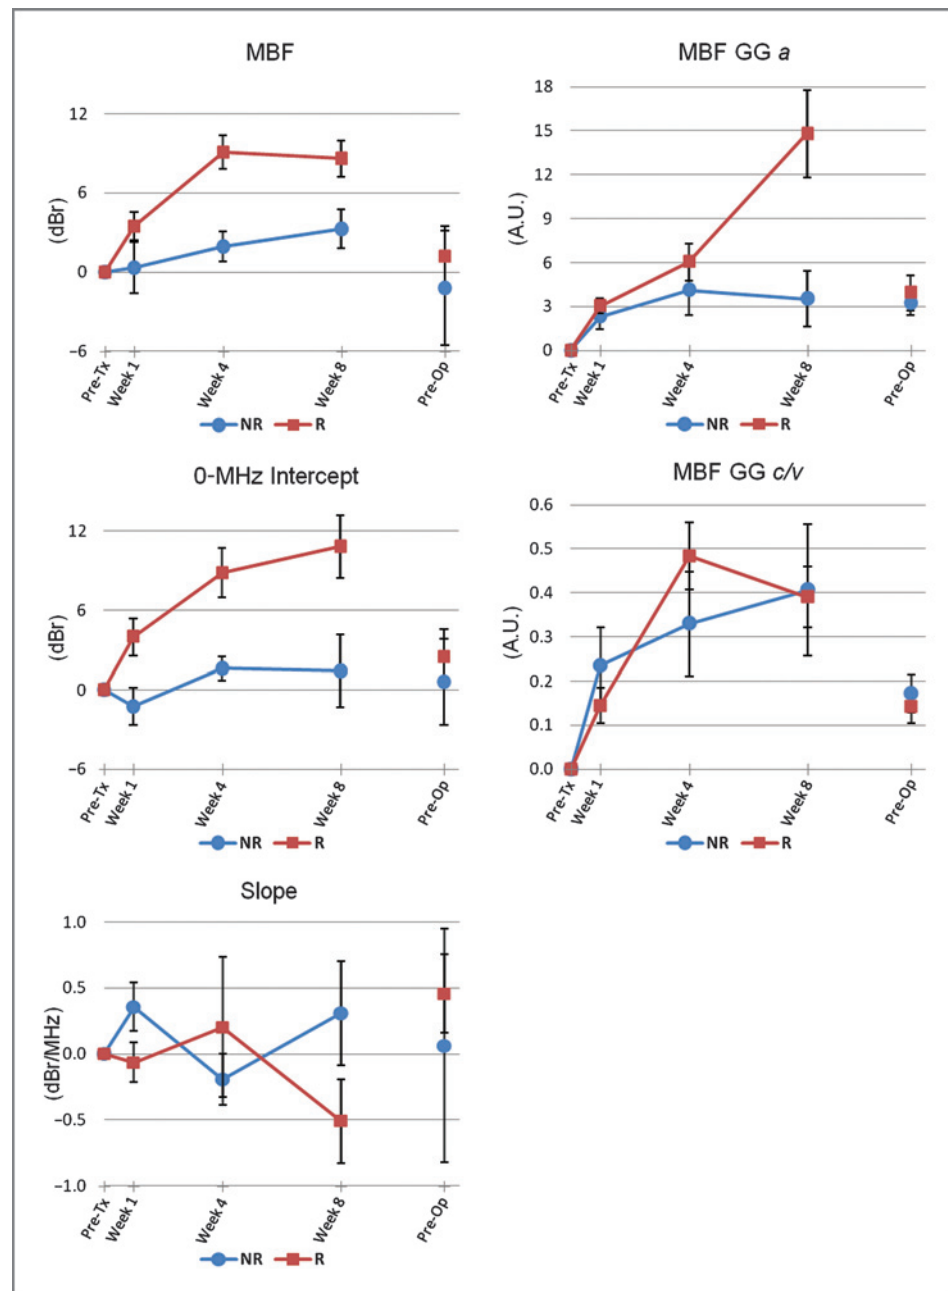 MBF
12
6
0
−6
(dBr)
Pre-Tx
Week 1
Week 4
Week 8
Pre-Op
NR R
MBF GG a
18
15
12
9
6
3
0
(A.U.)
Pre-Tx
Week 1
Week 4
Week 8
Pre-Op
NR R
0-MHz Intercept
12
6
0
−6
(dBr)
Pre-Tx
Week 1
Week 4
Week 8
Pre-Op
NR R
MBF GG c/v
0.6
0.5
0.4
0.3
0.2
0.1
0.0
(A.U.)
Pre-Tx
Week 1
Week 4
Week 8
Pre-Op
NR R
Slope
1.0
0.5
0.0
−0.5
−1.0
(dBr/MHz)
Pre-Tx
Week 1
Week 4
Week 8
Pre-Op
NR R